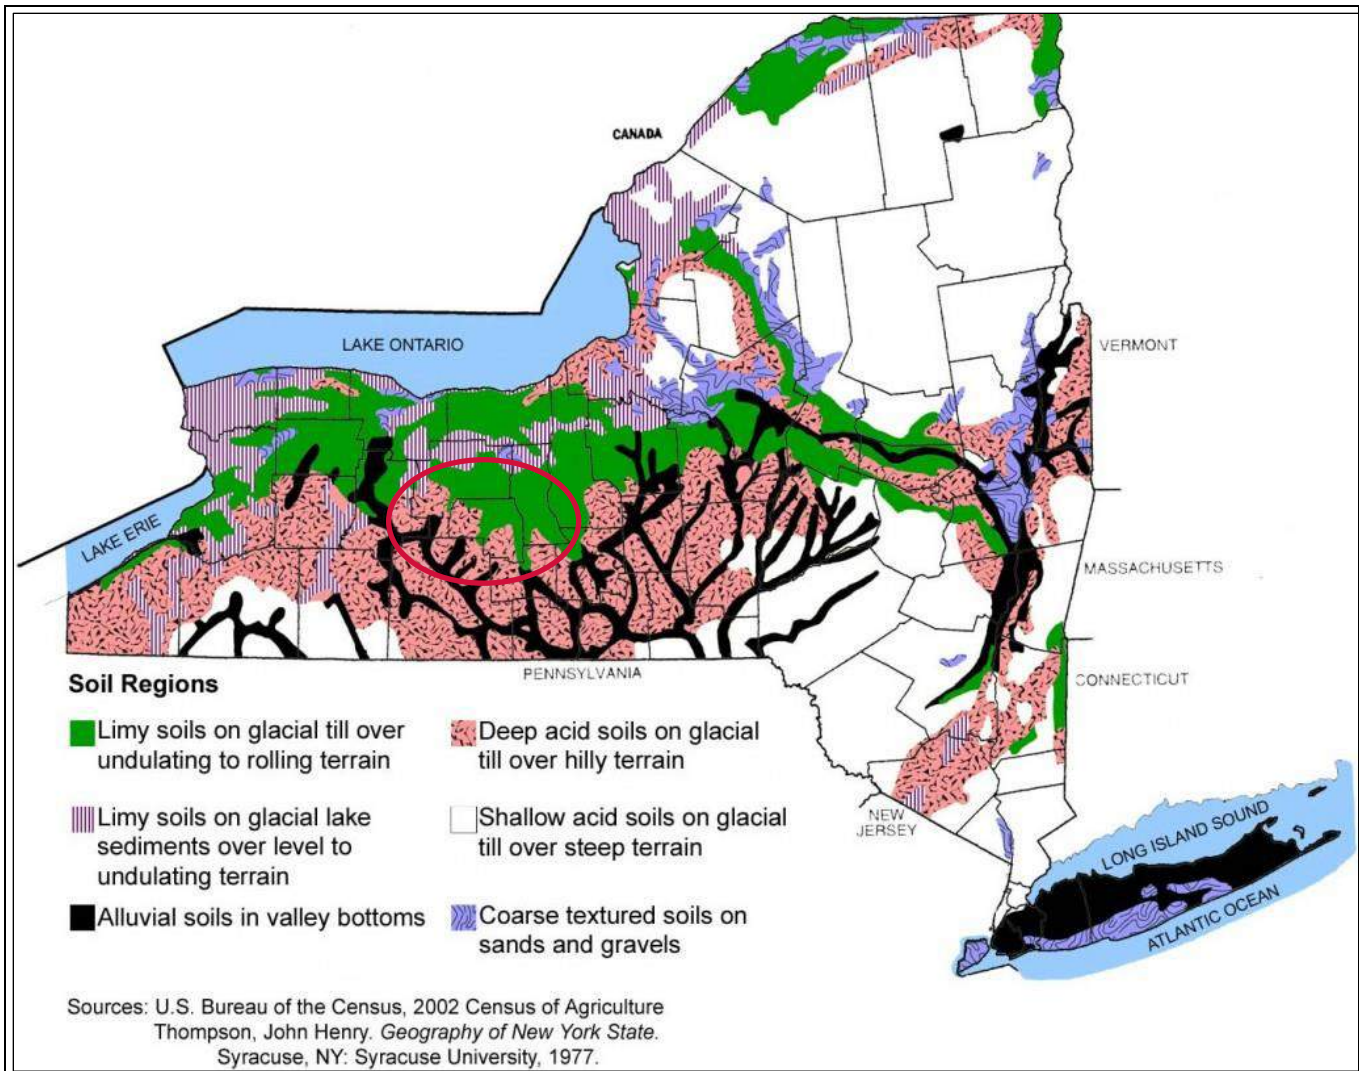 CANADA
LAKE ONTARIO
VERMONT
LAKE ERIE
MASSACHUSETTS
PENNSYLVANIA
CONNECTICUT
Soil Regions
Limy soils on glacial till over
undulating to rolling terrain
Deep acid soils on glacial
till over hilly terrain
Limy soils on glacial lake
sediments over level to
undulating terrain
Shallow acid soils on glacial
till over steep terrain
Alluvial soils in valley bottoms
Coarse textured soils on
sands and gravels
NEW
JERSEY
LONG ISLAND SOUND
ATLANTIC OCEAN
Sources: U.S. Bureau of the Census, 2002 Census of Agriculture
Thompson, John Henry. Geography of New York State.
Syracuse, NY: Syracuse University, 1977.